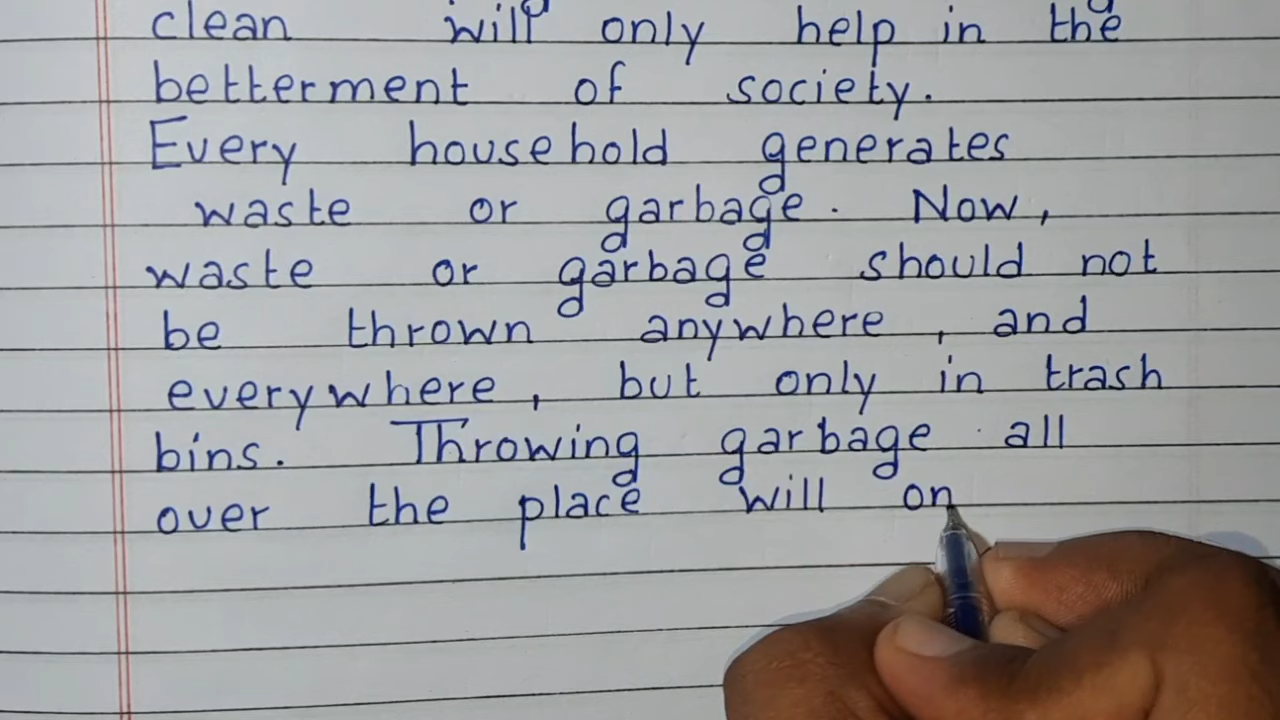 clean will only help in the
betterment of society.
Every household generates
waste or garbage. Now,
waste or garbage should not
be thrown anywhere, and
everywhere, but only in trash
bins. Throwing garbage all
over the place will on